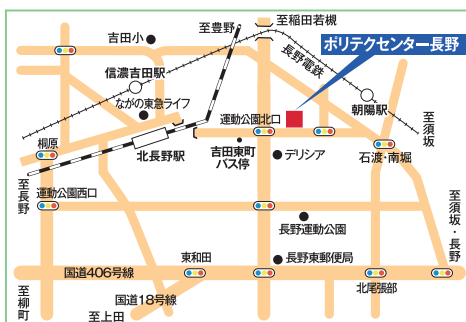 至稲田若槻
至豊野
吉田小
ポリテクセンター長野
長野電鉄
信濃吉田駅
ながの東急ライフ
朝陽駅
至須坂
運動公園北口
桐原
北長野駅
吉田東町
バス停
デリシア
石渡・南堀
至長野
運動公園西口
至須坂・長野
長野運動公園
東和田
長野東郵便局
国道406号線
北尾張部
国道18号線
至柳町
至上田